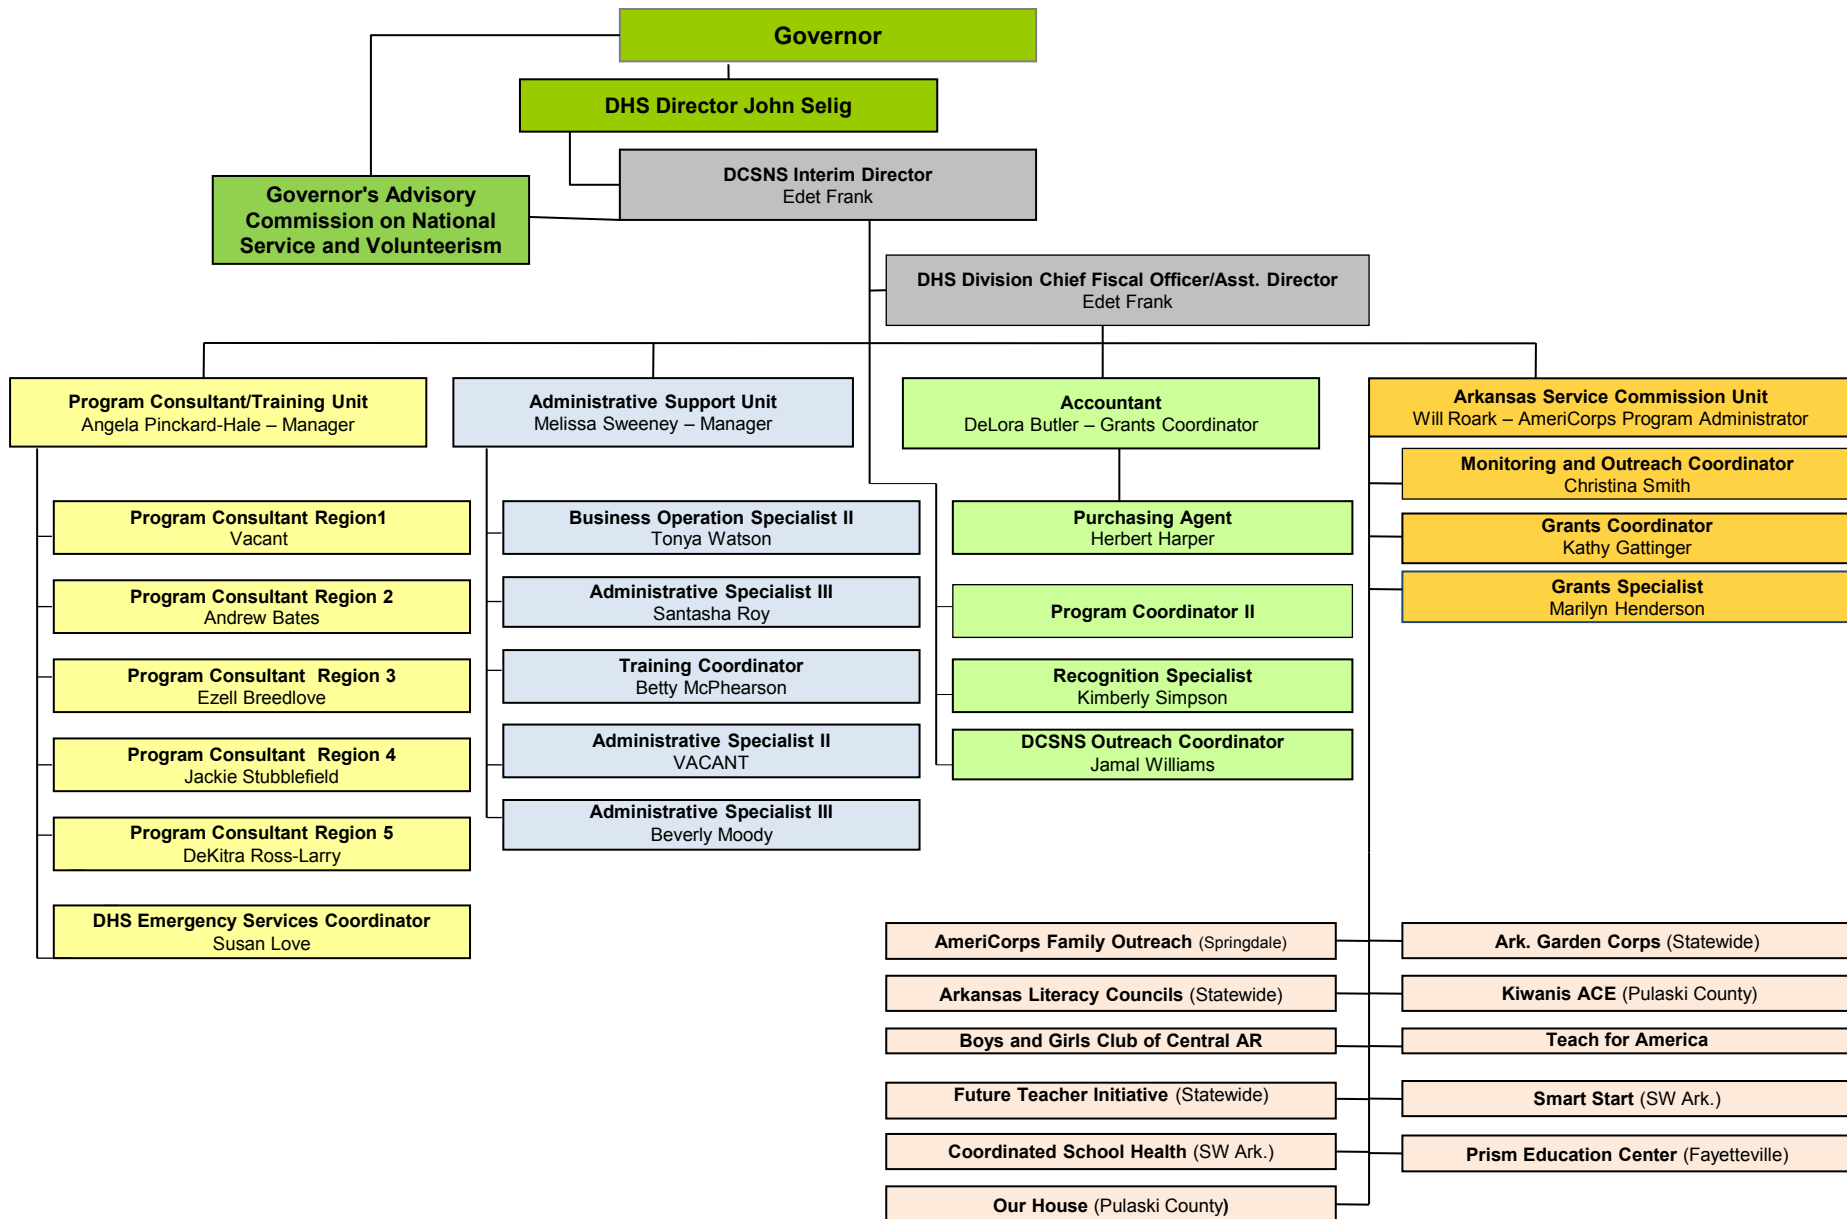 Governor
DHS Director John Selig
DCSNS Interim Director
Edet Frank
Governor's Advisory
Commission on National
Service and Volunteerism
DHS Division Chief Fiscal Officer/Asst. Director
Edet Frank
Program Consultant/Training Unit
Angela Pinckard-Hale – Manager
Administrative Support Unit
Melissa Sweeney – Manager
Accountant
DeLora Butler – Grants Coordinator
Arkansas Service Commission Unit
Will Roark – AmeriCorps Program Administrator
Program Consultant Region1
Vacant
Program Consultant Region 2
Andrew Bates
Program Consultant  Region 3
Ezell Breedlove
Program Consultant  Region 4
Jackie Stubblefield
Program Consultant Region 5
DeKitra Ross-Larry
DHS Emergency Services Coordinator
Susan Love
Business Operation Specialist II
Tonya Watson
Administrative Specialist III
Santasha Roy
Training Coordinator
Betty McPhearson
Administrative Specialist II
VACANT
Administrative Specialist III
Beverly Moody
Purchasing Agent
Herbert Harper
Program Coordinator II
Recognition Specialist
Kimberly Simpson
DCSNS Outreach Coordinator
Jamal Williams
Monitoring and Outreach Coordinator
Christina Smith
Grants Coordinator
Kathy Gattinger
Grants Specialist
Marilyn Henderson
AmeriCorps Family Outreach (Springdale)
Ark. Garden Corps (Statewide)
Arkansas Literacy Councils (Statewide)
Kiwanis ACE (Pulaski County)
Boys and Girls Club of Central AR
Teach for America
Future Teacher Initiative (Statewide)
Smart Start (SW Ark.)
Coordinated School Health (SW Ark.)
Prism Education Center (Fayetteville)
Our House (Pulaski County)